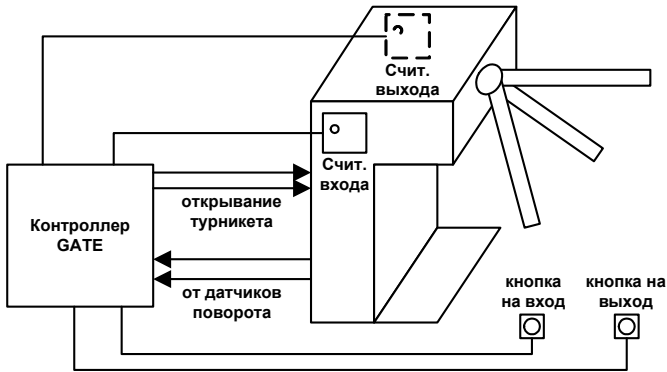 Счит.
выхода
Счит.
входа
открывание
турникета
Контроллер
GATE
от датчиков
поворота
кнопка
на вход
кнопка на
выход